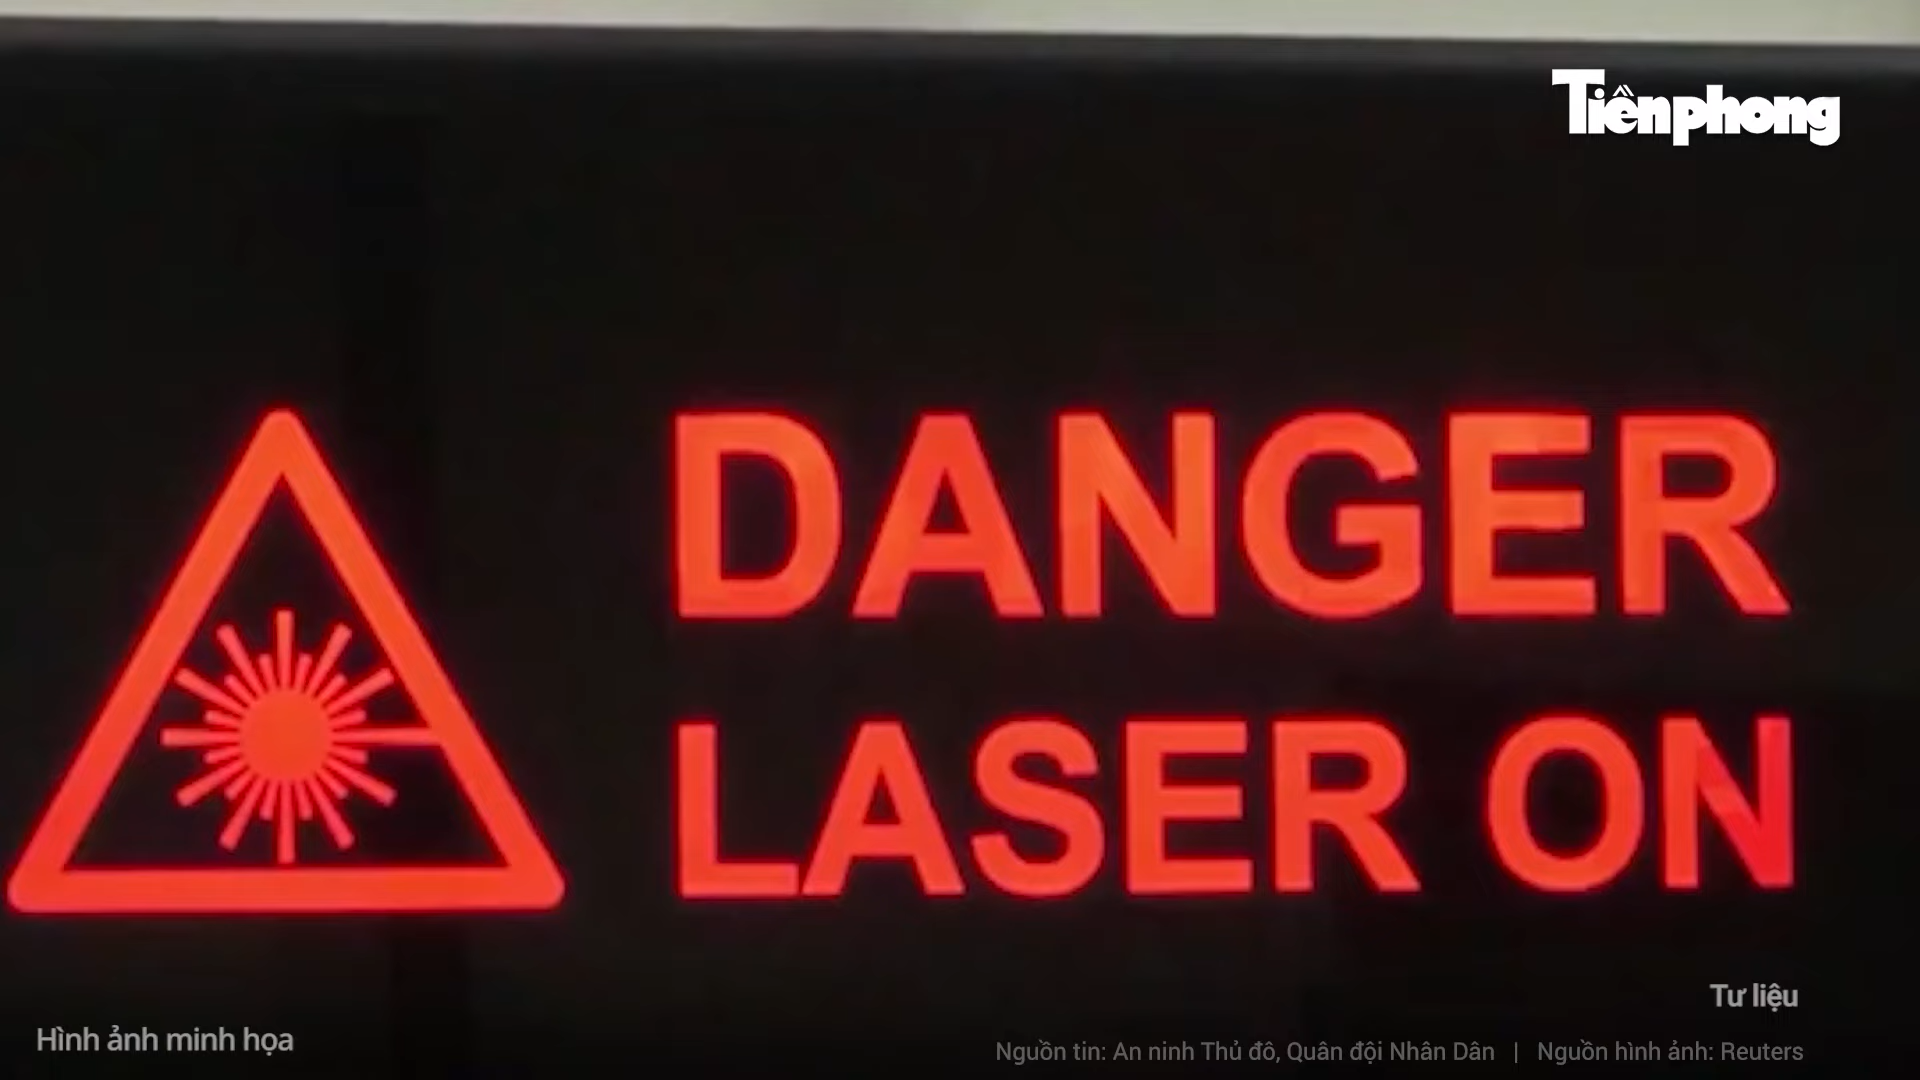 Tiềnphong
DANGER
LASER ON
Tư liệu
Hình ảnh minh họa
Nguồn tin: An ninh Thủ đô, Quân đội Nhân Dân | Nguồn hình ảnh: Reuters